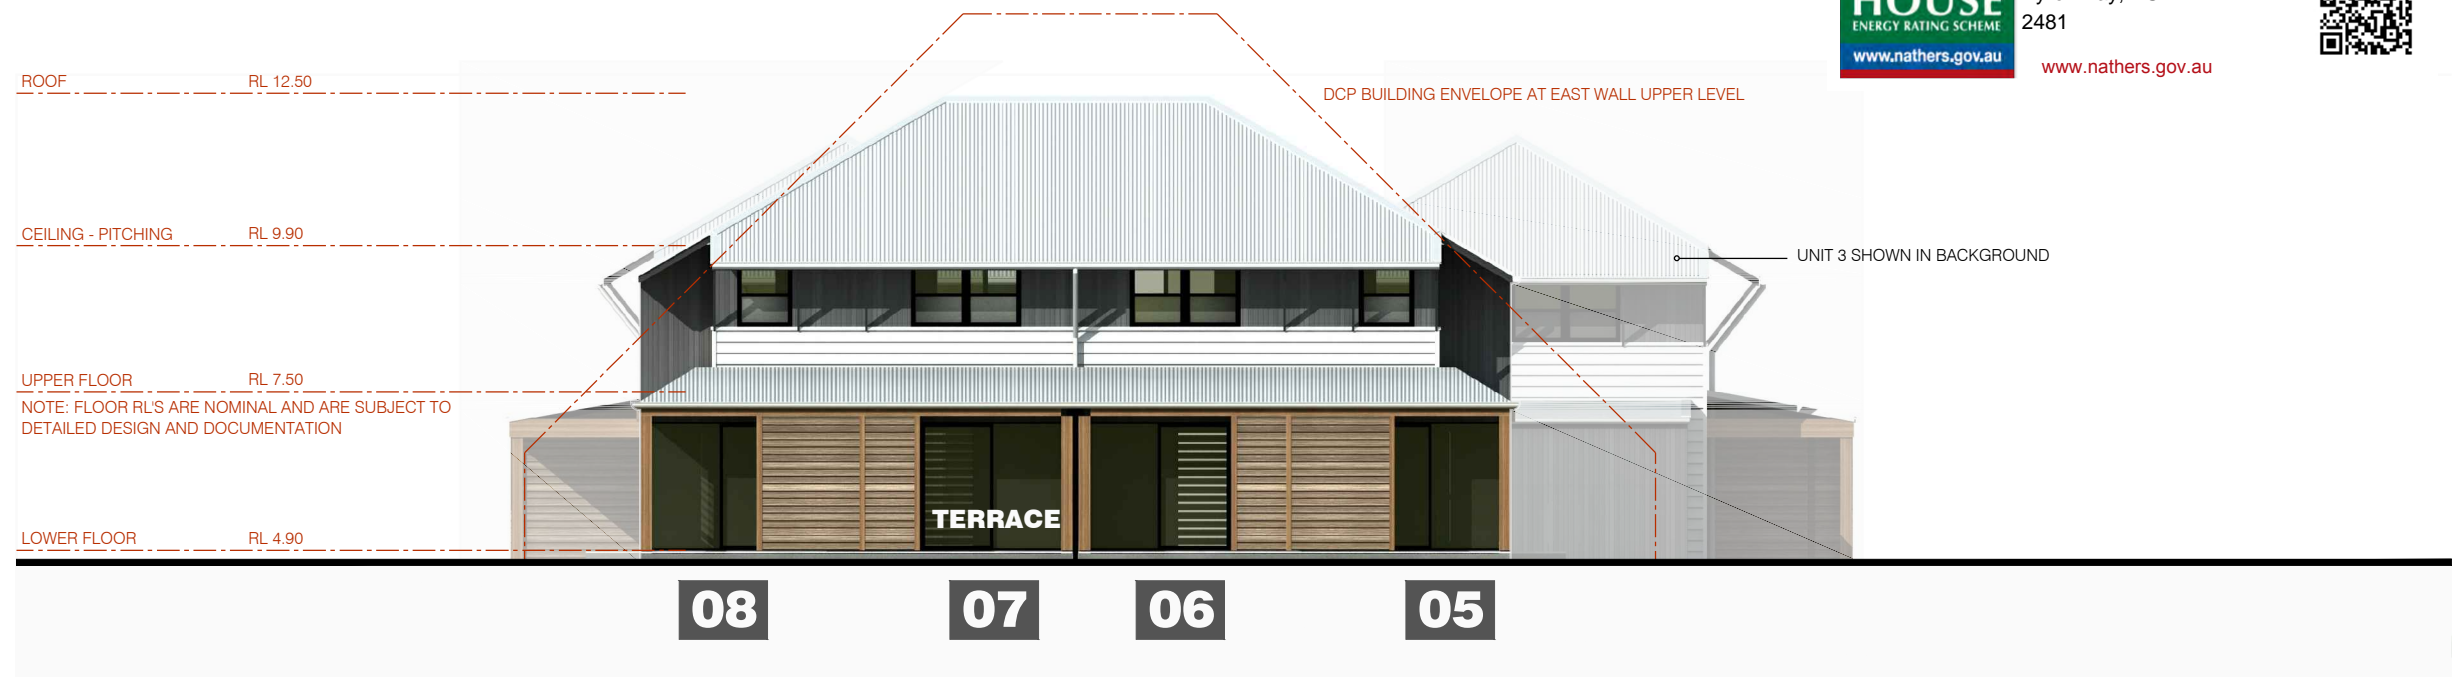 HOUSE
ENERGY RATING SCHEME
www.nathers.gov.au
2481
www.nathers.gov.au
ROOF RL 12.50
DCP BUILDING ENVELOPE AT EAST WALL UPPER LEVEL
CEILING - PITCHING RL 9.90
UNIT 3 SHOWN IN BACKGROUND
UPPER FLOOR RL 7.50
NOTE: FLOOR RL'S ARE NOMINAL AND ARE SUBJECT TO
DETAILED DESIGN AND DOCUMENTATION
TERRACE
LOWER FLOOR RL 4.90
08 07 06 05